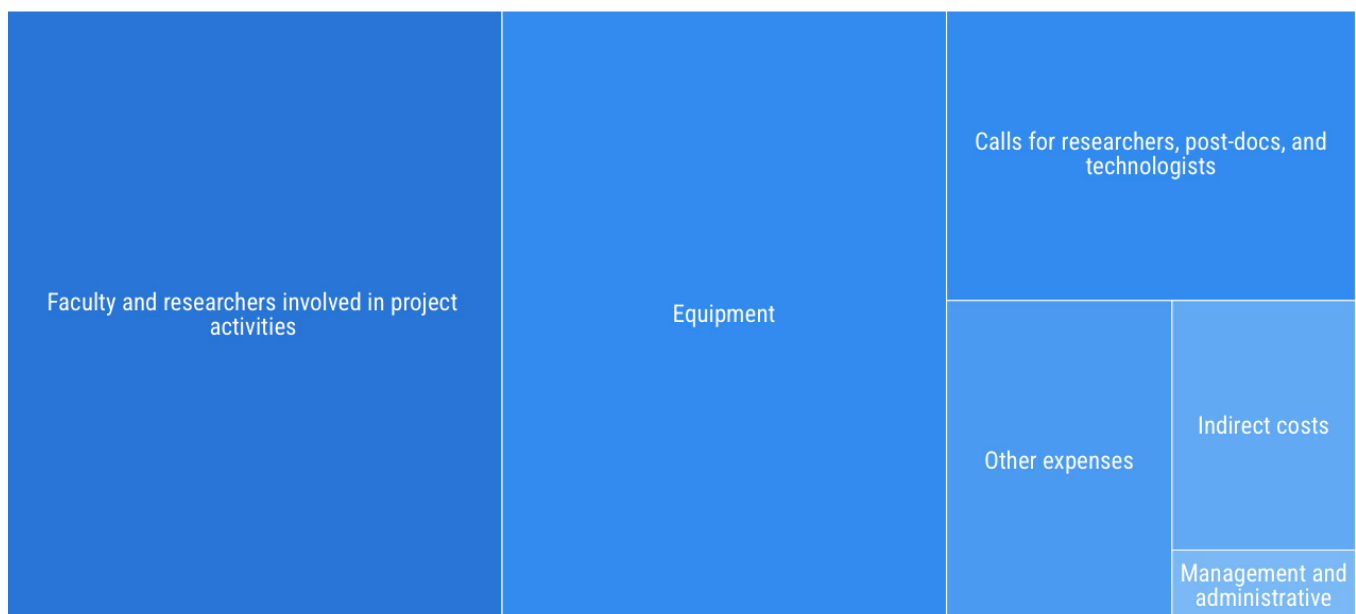 Faculty and researchers involved in project
activities
Equipment
Calls for researchers, post-docs, and
technologists
Other expenses
Indirect costs
Management and
administrative